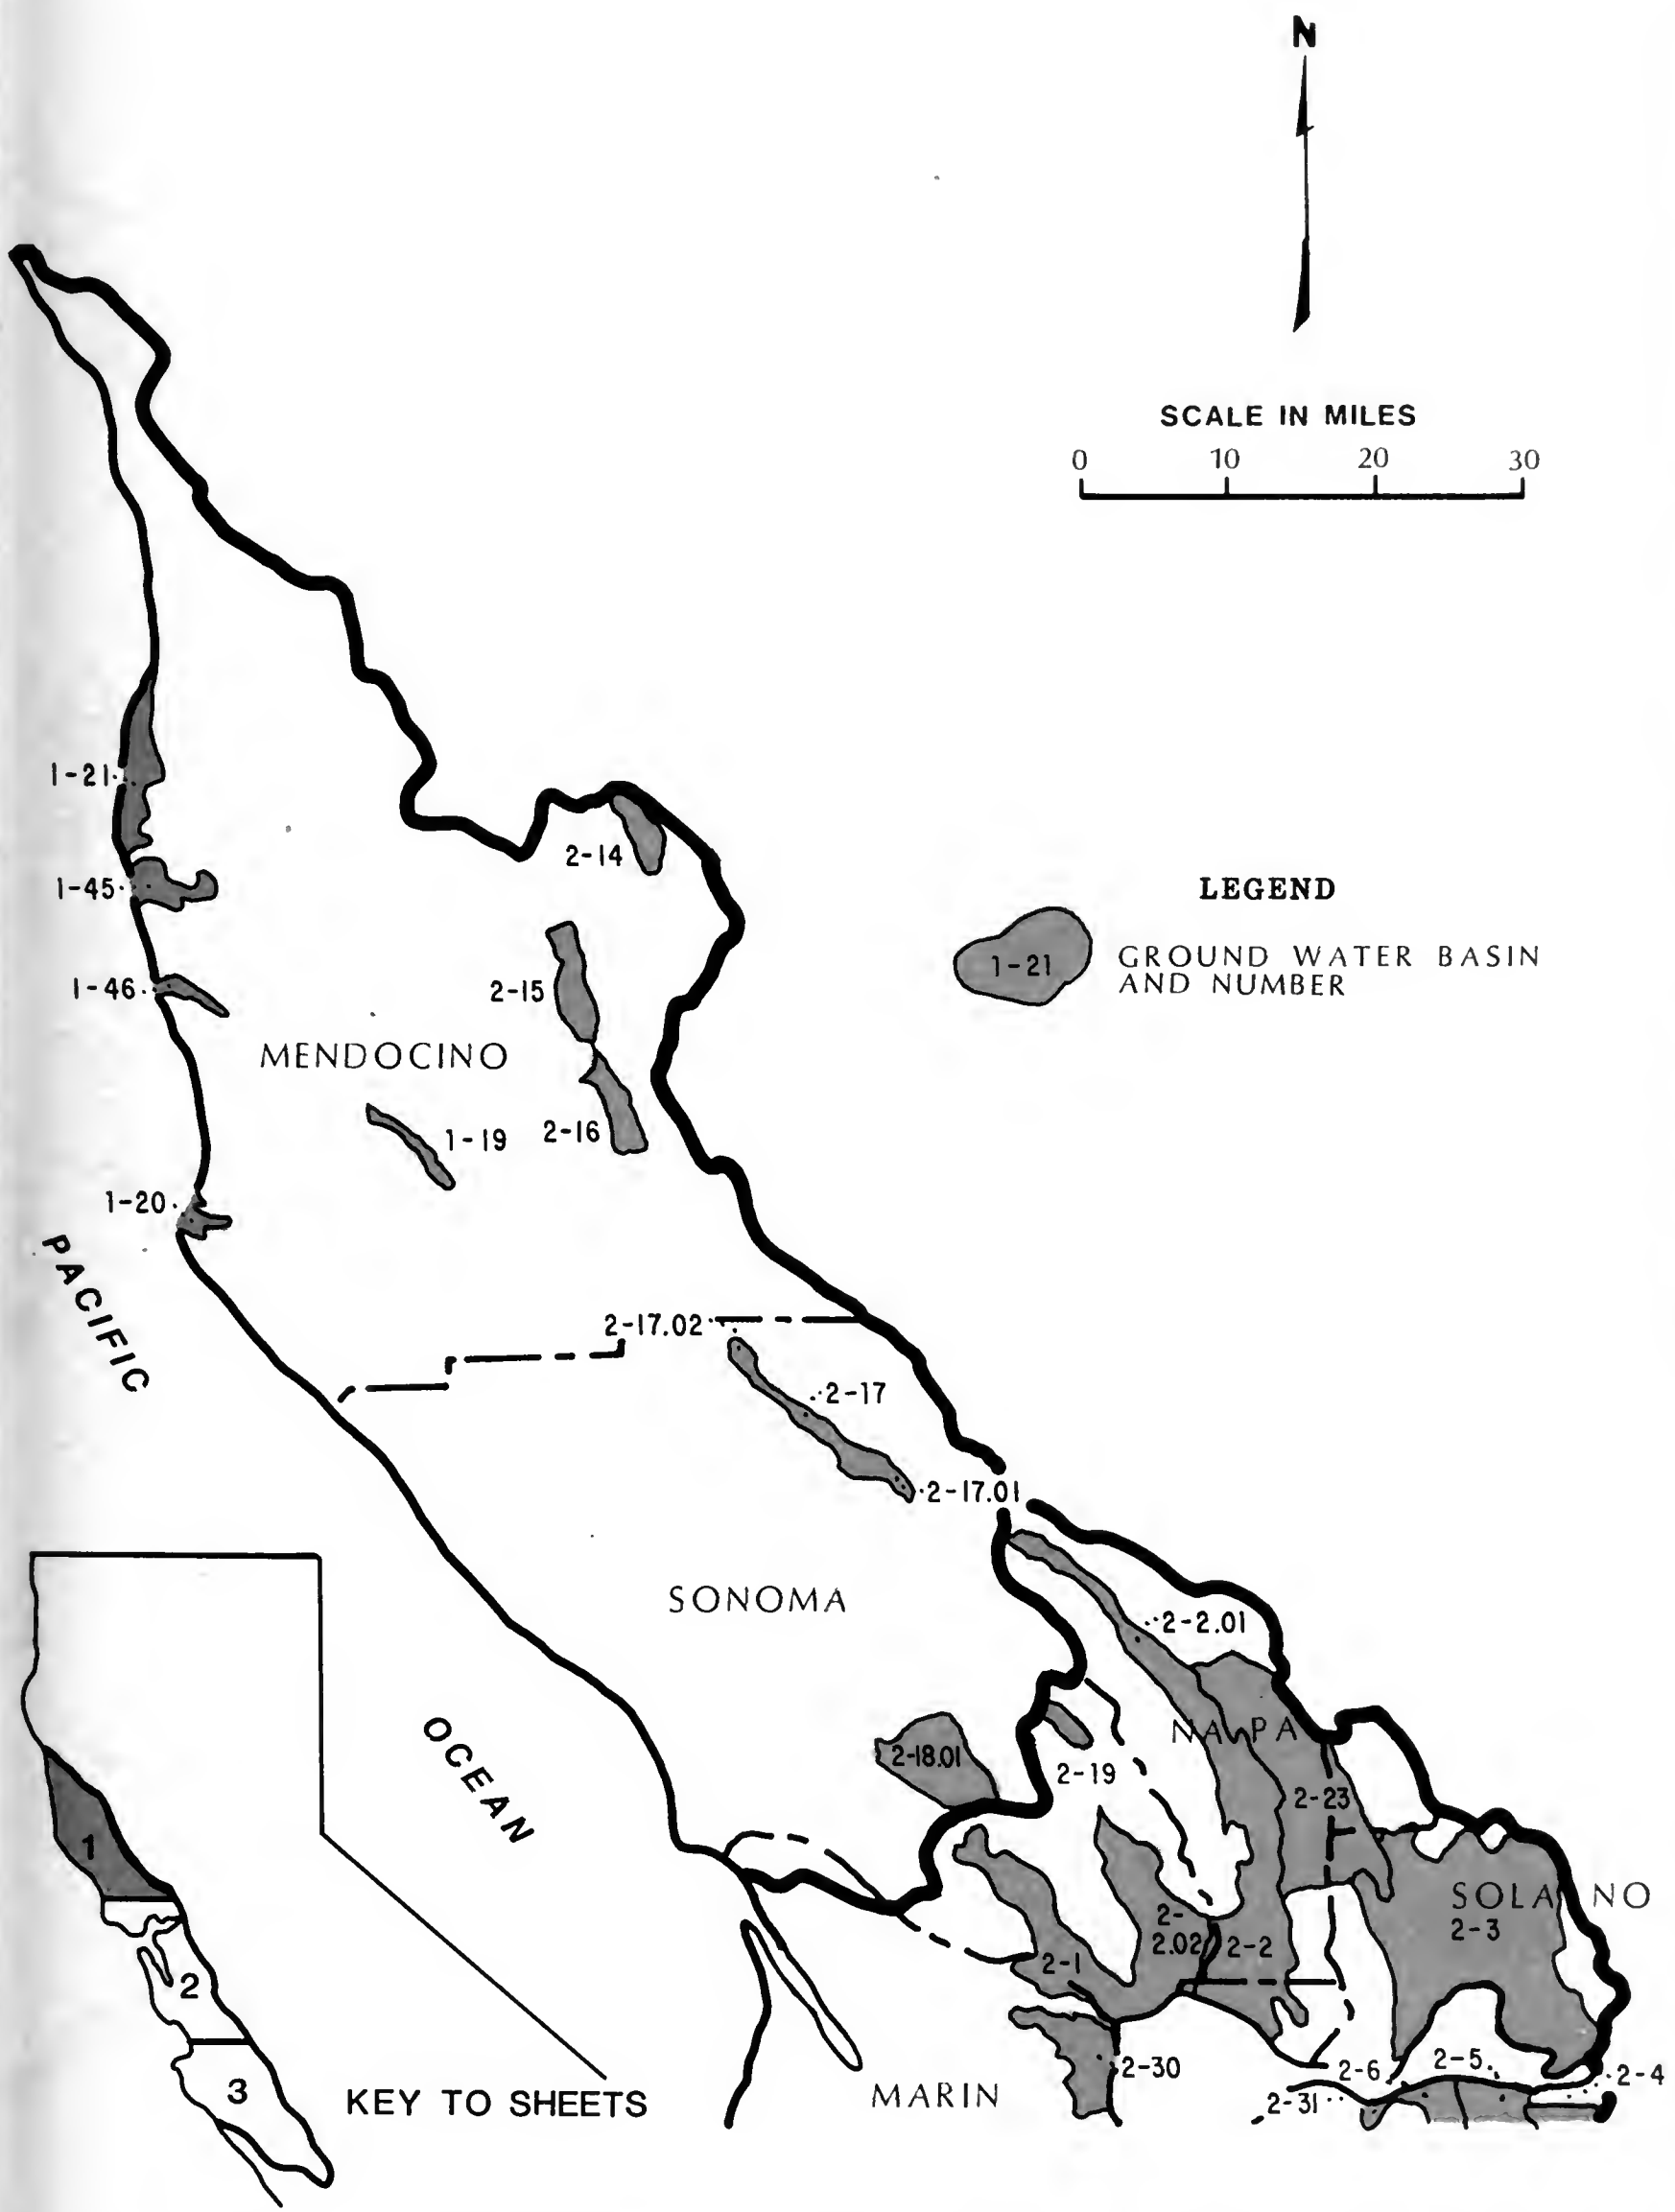 N
SCALE IN MILES
0 10 20 30
1-21
2-14
1-45
LEGEND
1-21
GROUND WATER BASIN
AND NUMBER
2-15
1-46
MENDOCINO
1-19
2-16
1-20
PACIFIC
2-17.02
2-17
2-17.01
SONOMA
2-2.01
OCEAN
NAPA
2-18.01
2-19
2-23
1
SOLANO
2-3
2-
2.02
2-2
2-1
2
2-30
2-6
2-5
2-4
MARIN
2-31
3
KEY TO SHEETS